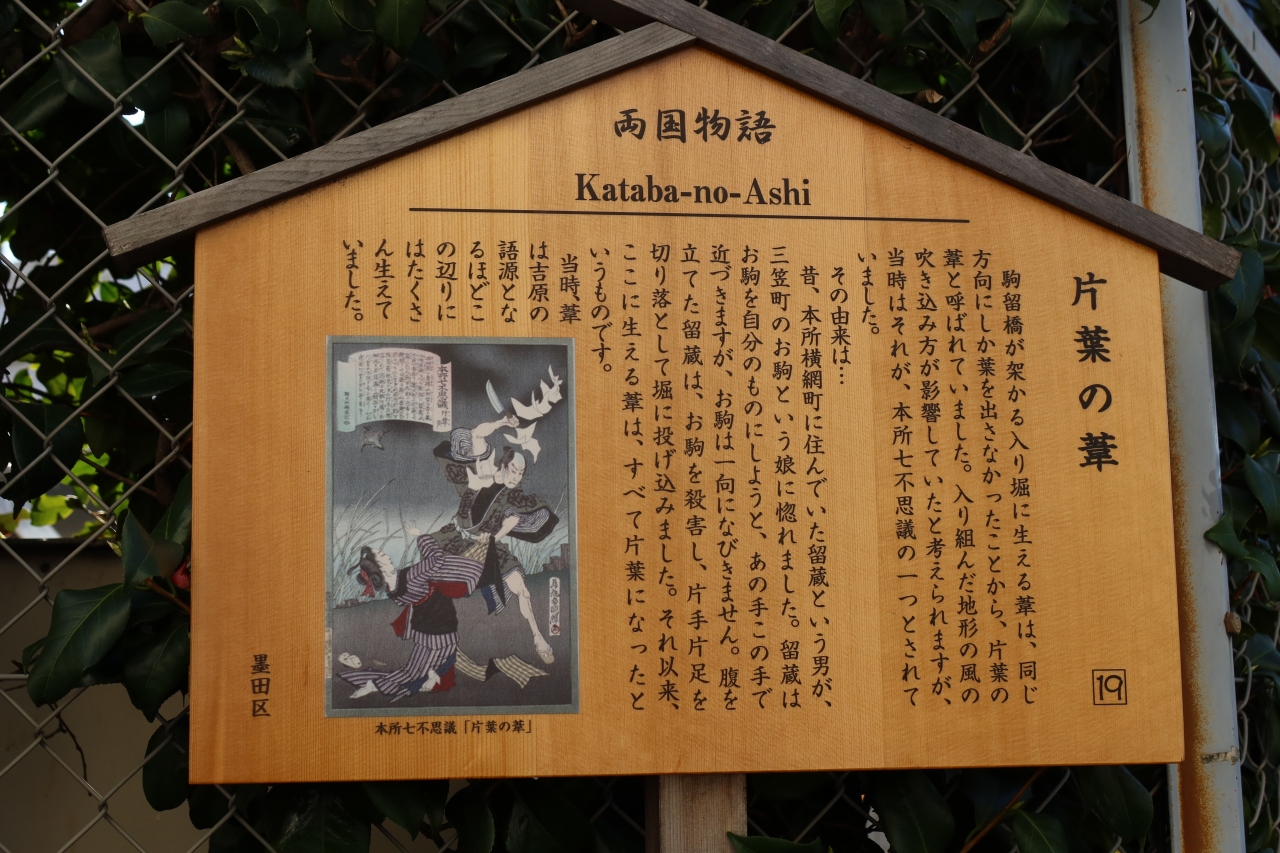 両国物語
Kataba-no-Ashi
片葉の葦
19
駒留橋が架かる入り堀に生える葦は、同じ
方向にしか葉を出さなかったことから、片葉の
葦と呼ばれていました。入り組んだ地形の風の
吹き込み方が影響していたと考えられますが、
当時はそれが、本所七不思議の一つとされて
いました。
その由来は…
昔、本所横網町に住んでいた留蔵という男が、
三笠町のお駒という娘に惚れました。留蔵は
お駒を自分のものにしようと、あの手この手で
近づきますが、お駒は一向になびきません。腹を
立てた留蔵は、お駒を殺害し、片手片足を
切り落として堀に投げ込みました。それ以来、
ここに生える葦は、すべて片葉になったと
いうものです。
当時、葦
は吉原の
語源とな
るほどこ
の辺りに
はたくさ
ん生えて
いました。
本所七不思議
本所七不思議「片葉の葦」
墨田区